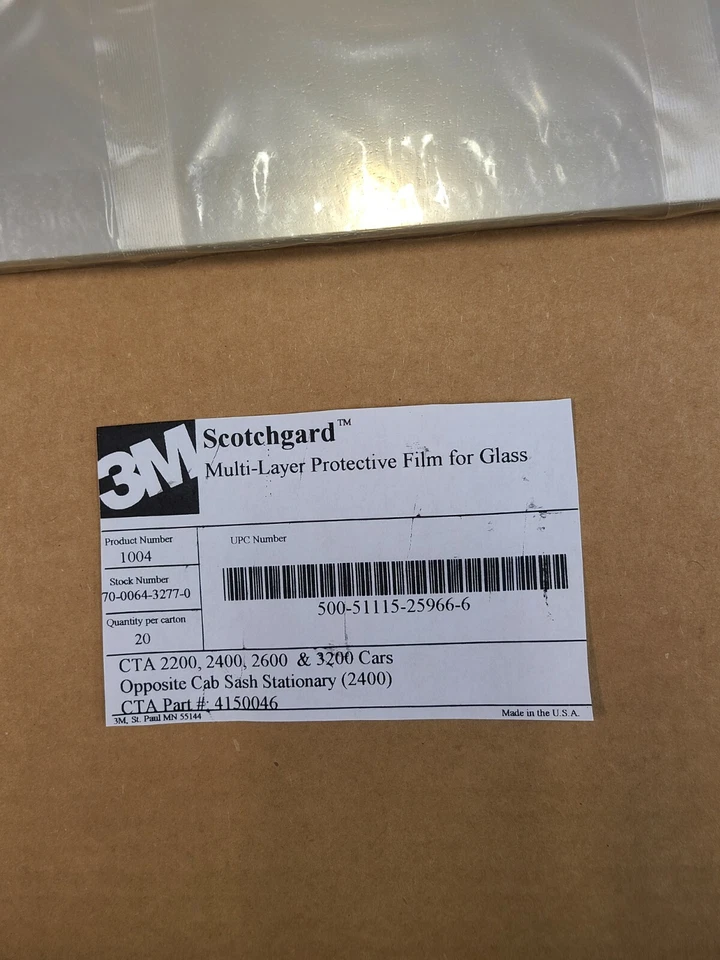 3M
Scotchgard™
Multi-Layer Protective Film for Glass
Product Number
1004
UPC Number
Stock Number
70-0064-3277-0
500-51115-25966-6
Quantity per carton
20
CTA 2200, 2400, 2600 & 3200 Cars
Opposite Cab Sash Stationary (2400)
CTA Part #: 4150046
3M, St. Paul MN 55144
Made in the U.S.A.